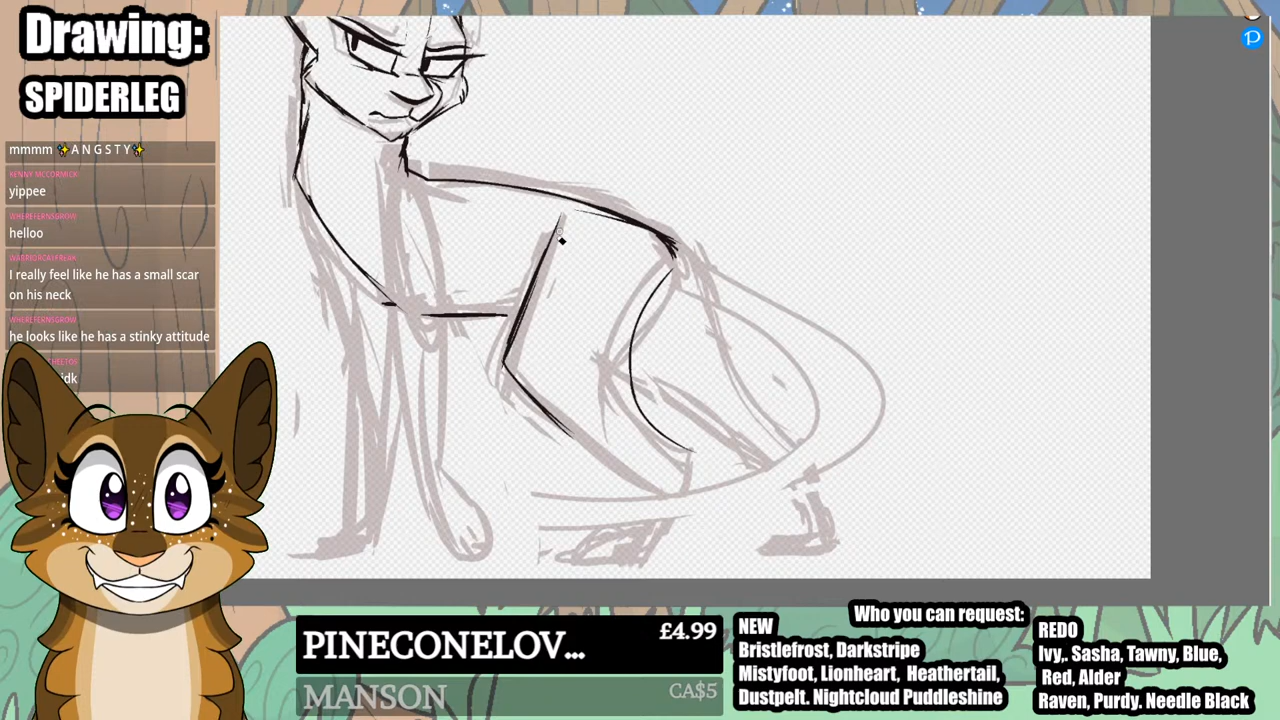 Drawing:
SPIDERLEG
mmmm ✨ A N G S T Y ✨
KENNY MCCORMICK
yippee
WHEREFERNSGROW
helloo
WARRIORCATFREAK
I really feel like he has a small scar
on his neck
WHEREFERNSGROW
he looks like he has a stinky attitude
idk
PINECONELOV...
£4.99
MANSON
CA$5
Who you can request:
NEW
Bristlefrost, Darkstripe
Mistyfoot, Lionheart, Heathertail,
Dustpelt. Nightcloud Puddleshine
REDO
Ivy,. Sasha, Tawny, Blue,
Red, Alder
Raven, Purdy. Needle Black